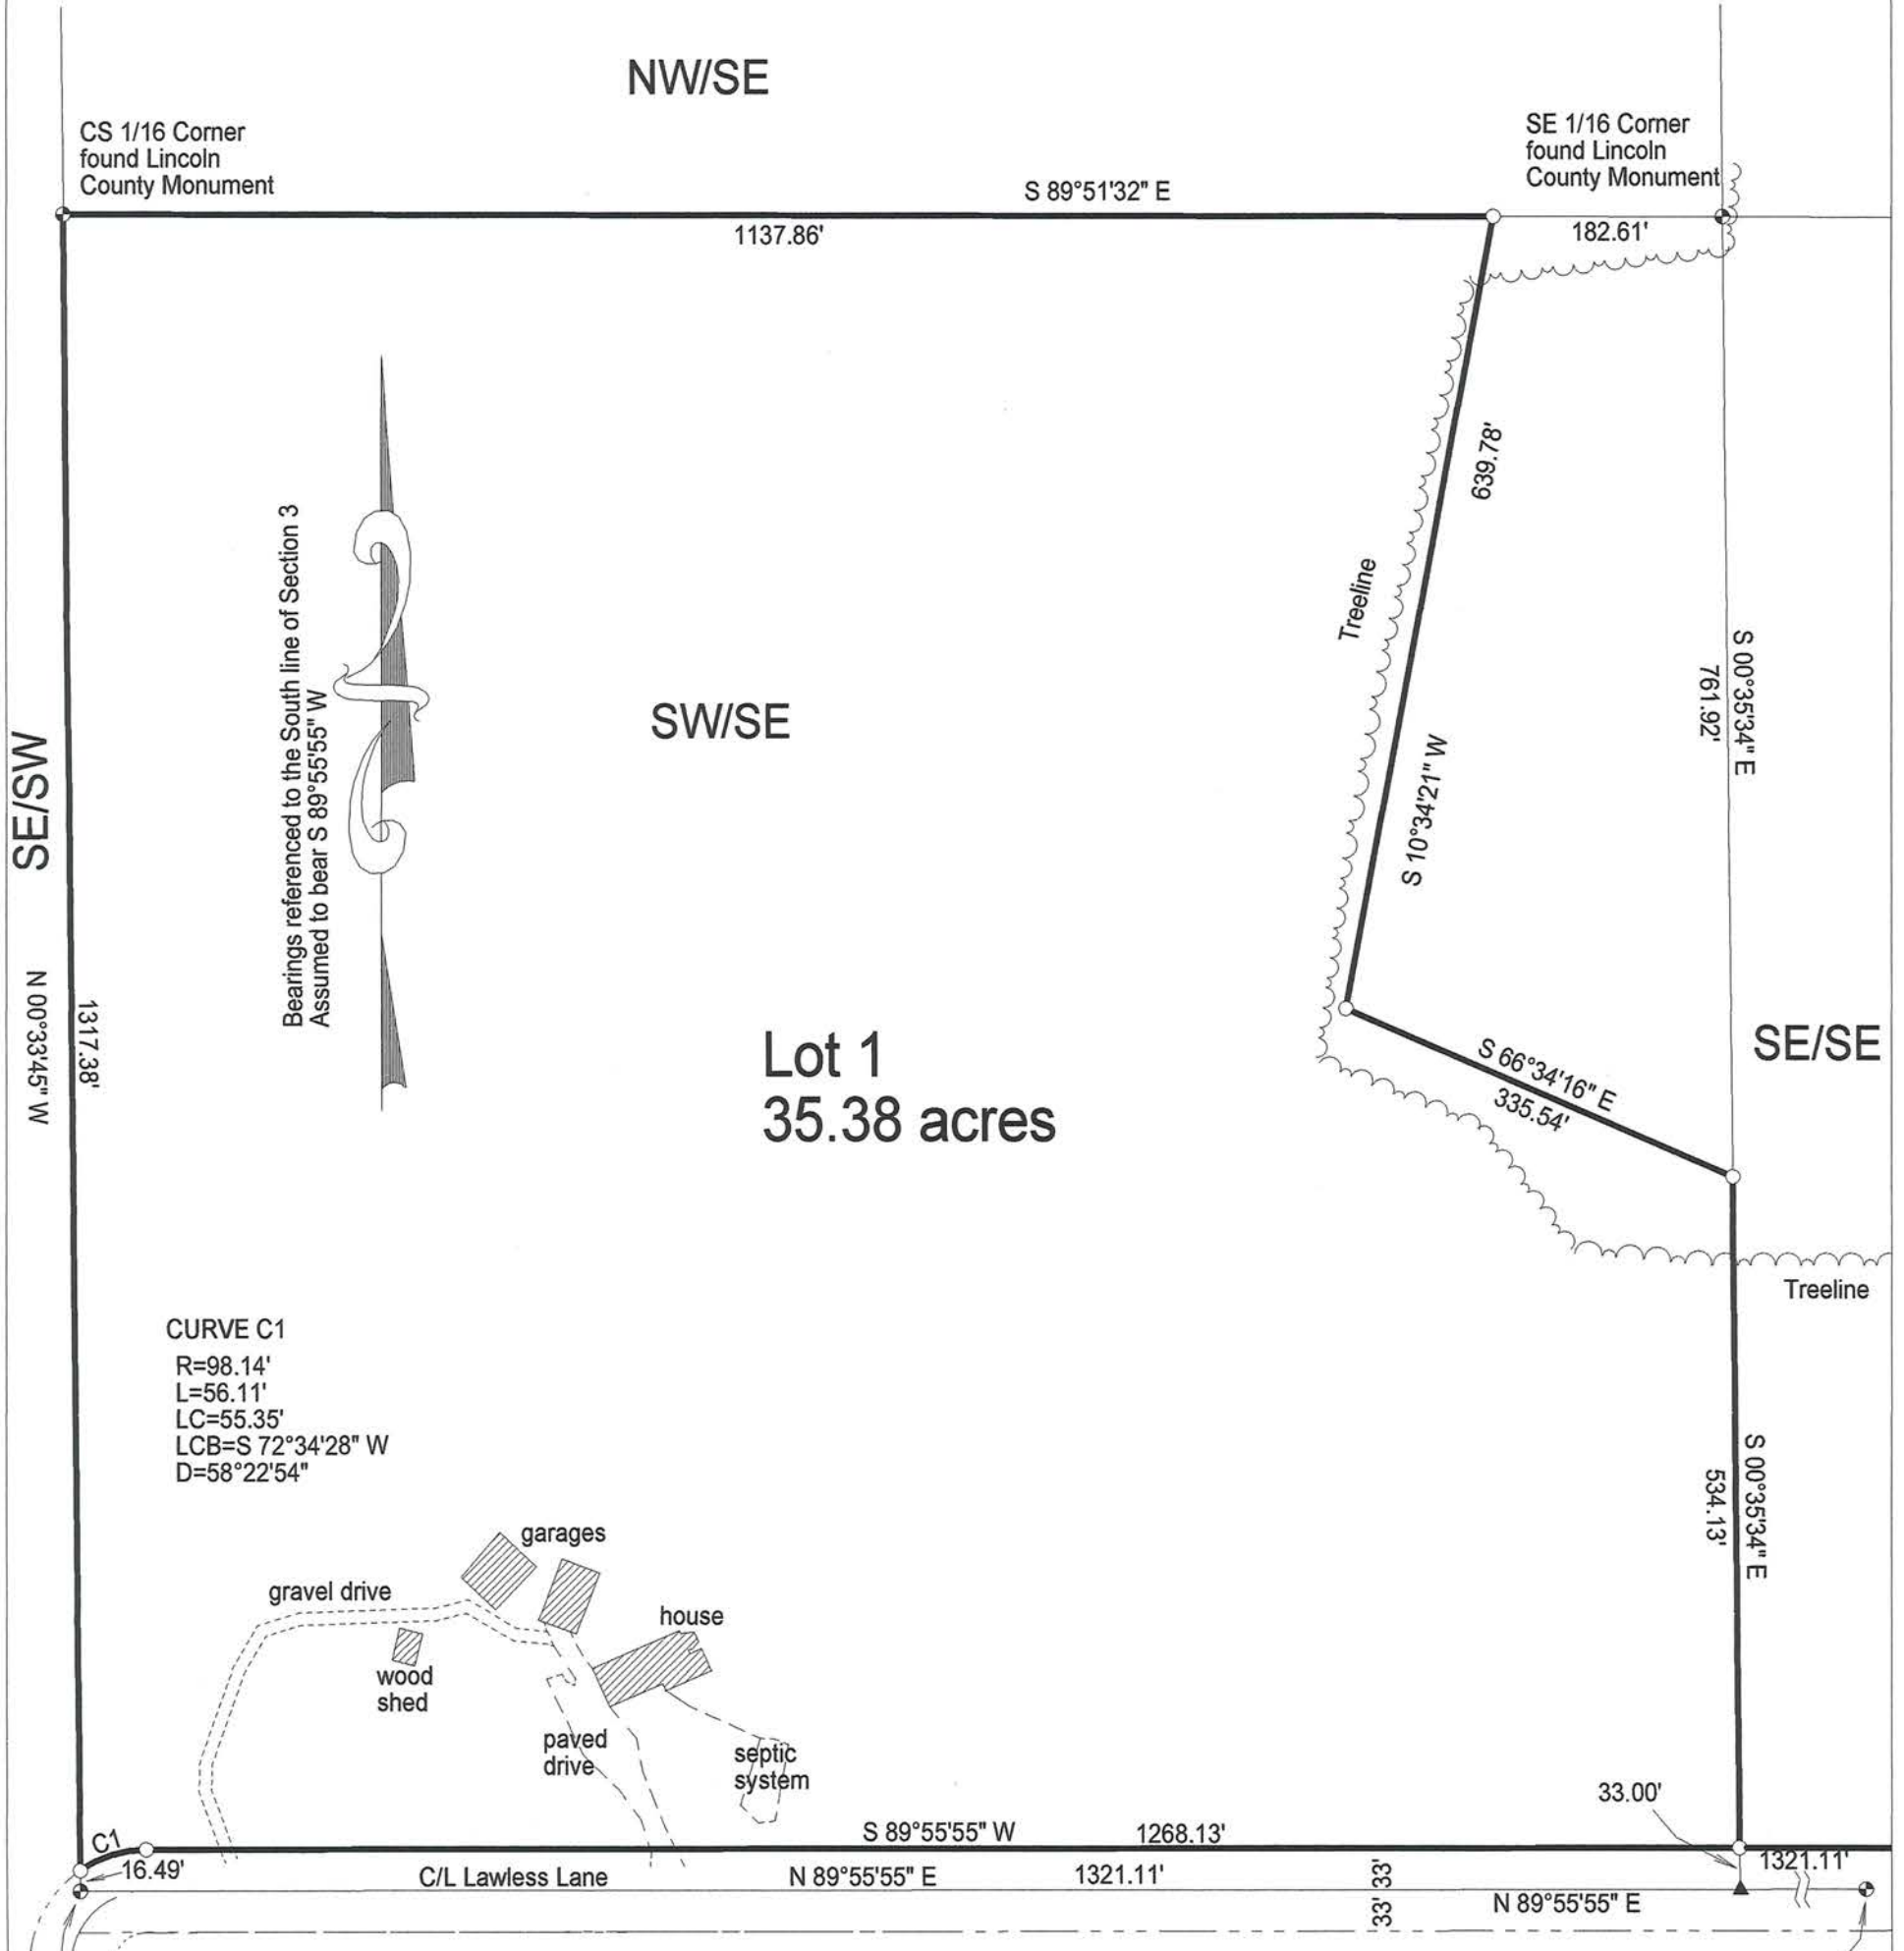 NW/SE
CS 1/16 Corner
found Lincoln
County Monument
SE 1/16 Corner
found Lincoln
County Monument
S 89°51'32" E
1137.86'
182.61'
639.78'
Treeline
S 10°34'21" W
S 00°35'34" E
761.92'
Bearings referenced to the South line of Section 3
Assumed to bear S 89°55'55" W
SW/SE
SE/SW
N 00°33'45" W
1317.38'
Lot 1
35.38 acres
S 66°34'16" E
335.54'
SE/SE
Treeline
CURVE C1
R=98.14'
L=56.11'
LC=55.35'
LCB=S 72°34'28" W
D=58°22'54"
S 00°35'34" E
534.13'
garages
gravel drive
house
wood
shed
paved
drive
septic
system
33.00'
C1
S 89°55'55" W
1268.13'
16.49'
C/L Lawless Lane
N 89°55'55" E
1321.11'
33'
33'
1321.11'
N 89°55'55" E